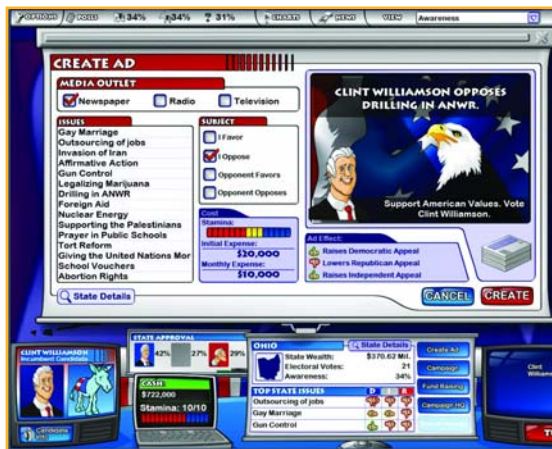 OPTIONS
POLLS
34%
34%
31%
CHARTS
NEWS
VIEW
Awareness
CREATE AD
MEDIA OUTLET
Newspaper
Radio
Television
ISSUES
Gay Marriage
Outsourcing of jobs
Invasion of Iran
Affirmative Action
Gun Control
Legalizing Marijuana
Drilling in ANWR
Foreign Aid
Nuclear Energy
Supporting the Palestinians
Prayer in Public Schools
Tort Reform
Giving the United Nations Mor
School Vouchers
Abortion Rights
State Details
SUBJECT
I Favor
I Oppose
Opponent Favors
Opponent Opposes
Cost
Stamina:
Initial Expense:
$20,000
Monthly Expense:
$10,000
CLINT WILLIAMSON OPPOSES
DRILLING IN ANWR.
Support American Values. Vote
Clint Williamson.
Ad Effect:
Raises Democratic Appeal
Lowers Republican Appeal
Raises Independent Appeal
CANCEL
CREATE
CLINT WILLIAMSON
Incumbent Candidate
Candidate
Info
STATE APPROVAL
42%
27%
29%
CASH
$722,000
Stamina: 10/10
OHIO
State Details
State Wealth:
$370.62 Mil.
Electoral Votes:
21
Awareness:
34%
TOP STATE ISSUES
D
R
Outsourcing of jobs
Gay Marriage
Gun Control
Create Ad
Campaign
Fund Raising
Campaign HQ
Clint
Williams